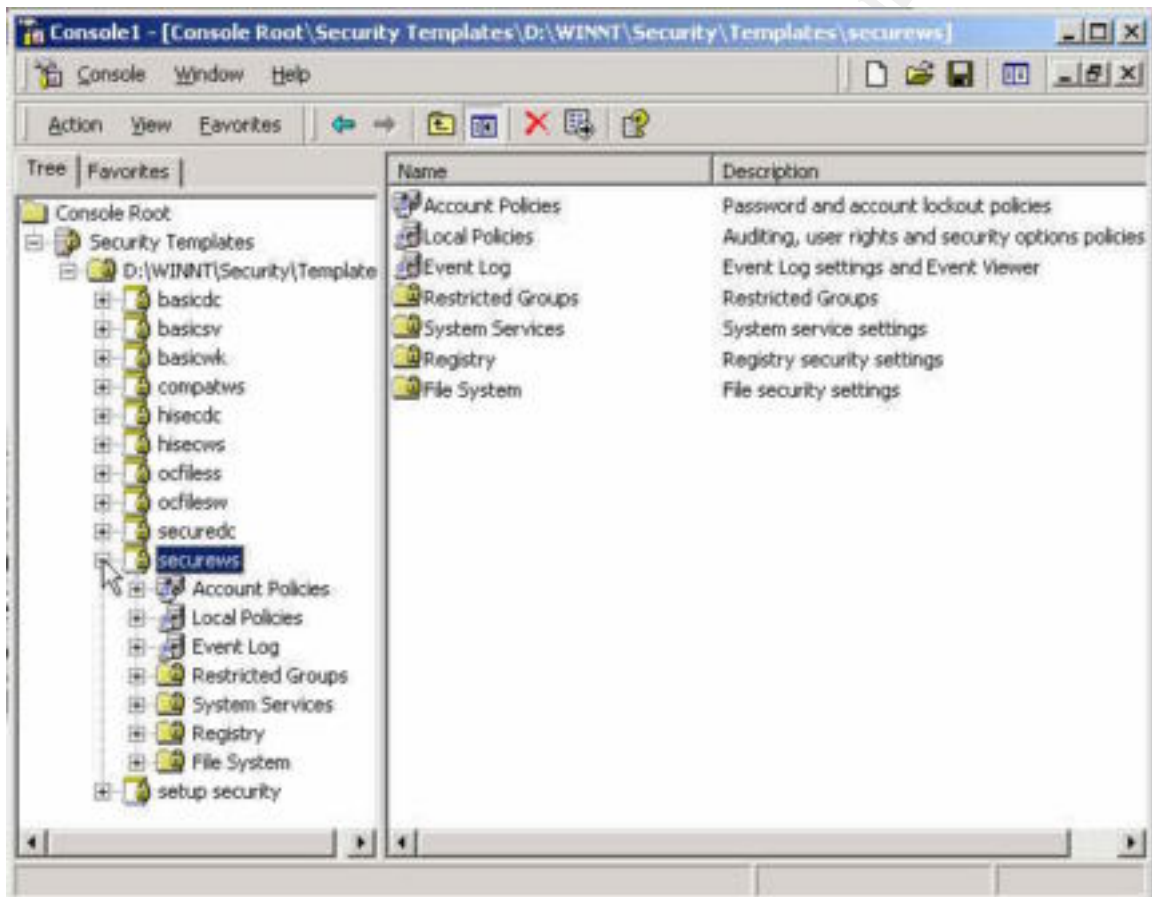 Console1 - [Console Root\Security Templates\D:\WINNT\Security\Templates\securews]
Console Window Help
Action View Favorites
Tree Favorites
Name Description
Console Root
Security Templates
D:\WINNT\Security\Template
basicdc
basicsv
basicwk
compatws
hisecdc
hisecws
ocfiless
ocfilesw
securedc
securews
Account Policies
Local Policies
Event Log
Restricted Groups
System Services
Registry
File System
setup security
Account Policies Password and account lockout policies
Local Policies Auditing, user rights and security options policies
Event Log Event Log settings and Event Viewer
Restricted Groups Restricted Groups
System Services System service settings
Registry Registry security settings
File System File security settings